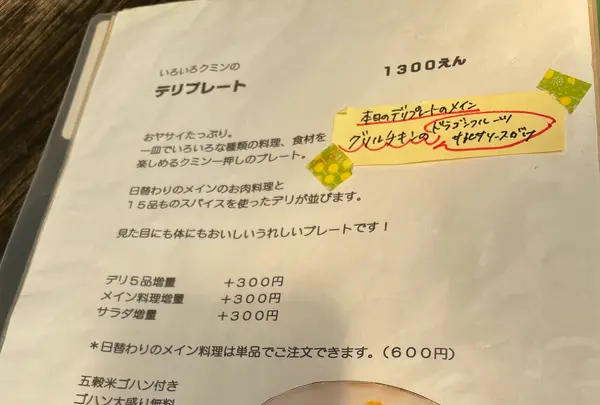 いろいろクミンの
デリプレート
1300えん
本日のデリプレートのメイン
グリルチキンの
ドラゴンフルーツ
おヤサイたっぷり。
一皿でいろいろな種類の料理、食材を
楽しめるクミン一押しのプレート。
日替わりのメインのお肉料理と
15品ものスパイスを使ったデリが並びます。
見た目にも体にもおいしいうれしいプレートです！
デリ5品増量 +300円
メイン料理増量 +300円
サラダ増量 +300円
＊日替わりのメイン料理は単品でご注文できます。（600円）
五穀米ゴハン付き
ゴハン大盛り無料